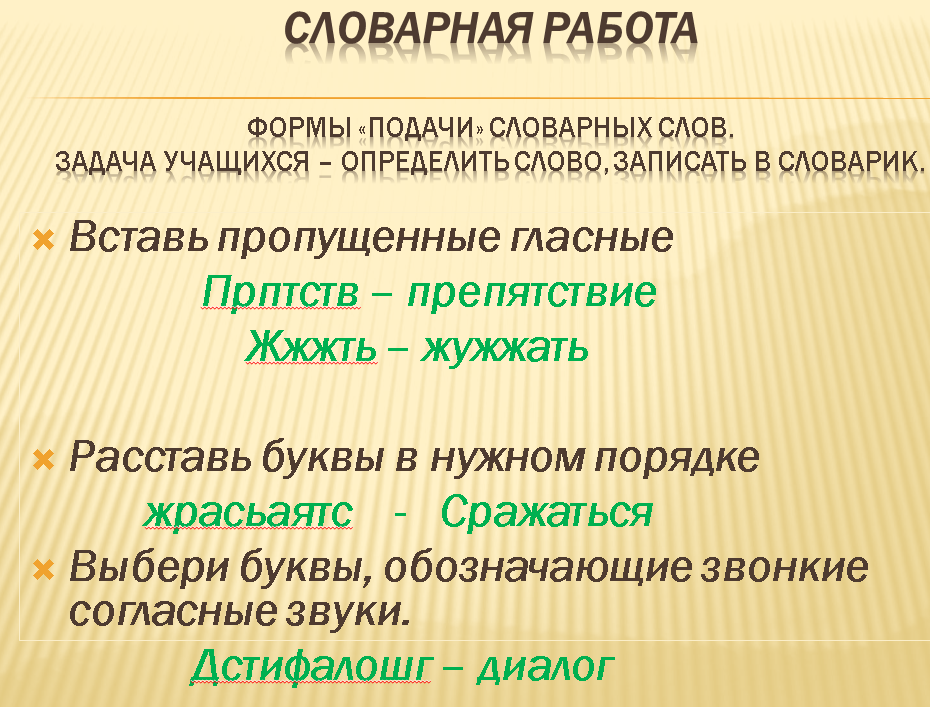 СЛОВАРНАЯ РАБОТА
ФОРМЫ «ПОДАЧИ» СЛОВАРНЫХ СЛОВ.
ЗАДАЧА УЧАЩИХСЯ – ОПРЕДЕЛИТЬ СЛОВО, ЗАПИСАТЬ В СЛОВАРИК.
Вставь пропущенные гласные
Прптств – препятствие
Жжжть – жужжать
Расставь буквы в нужном порядке
жрасьаятс - Сражаться
Выбери буквы, обозначающие звонкие
согласные звуки.
Дстифалошг – диалог